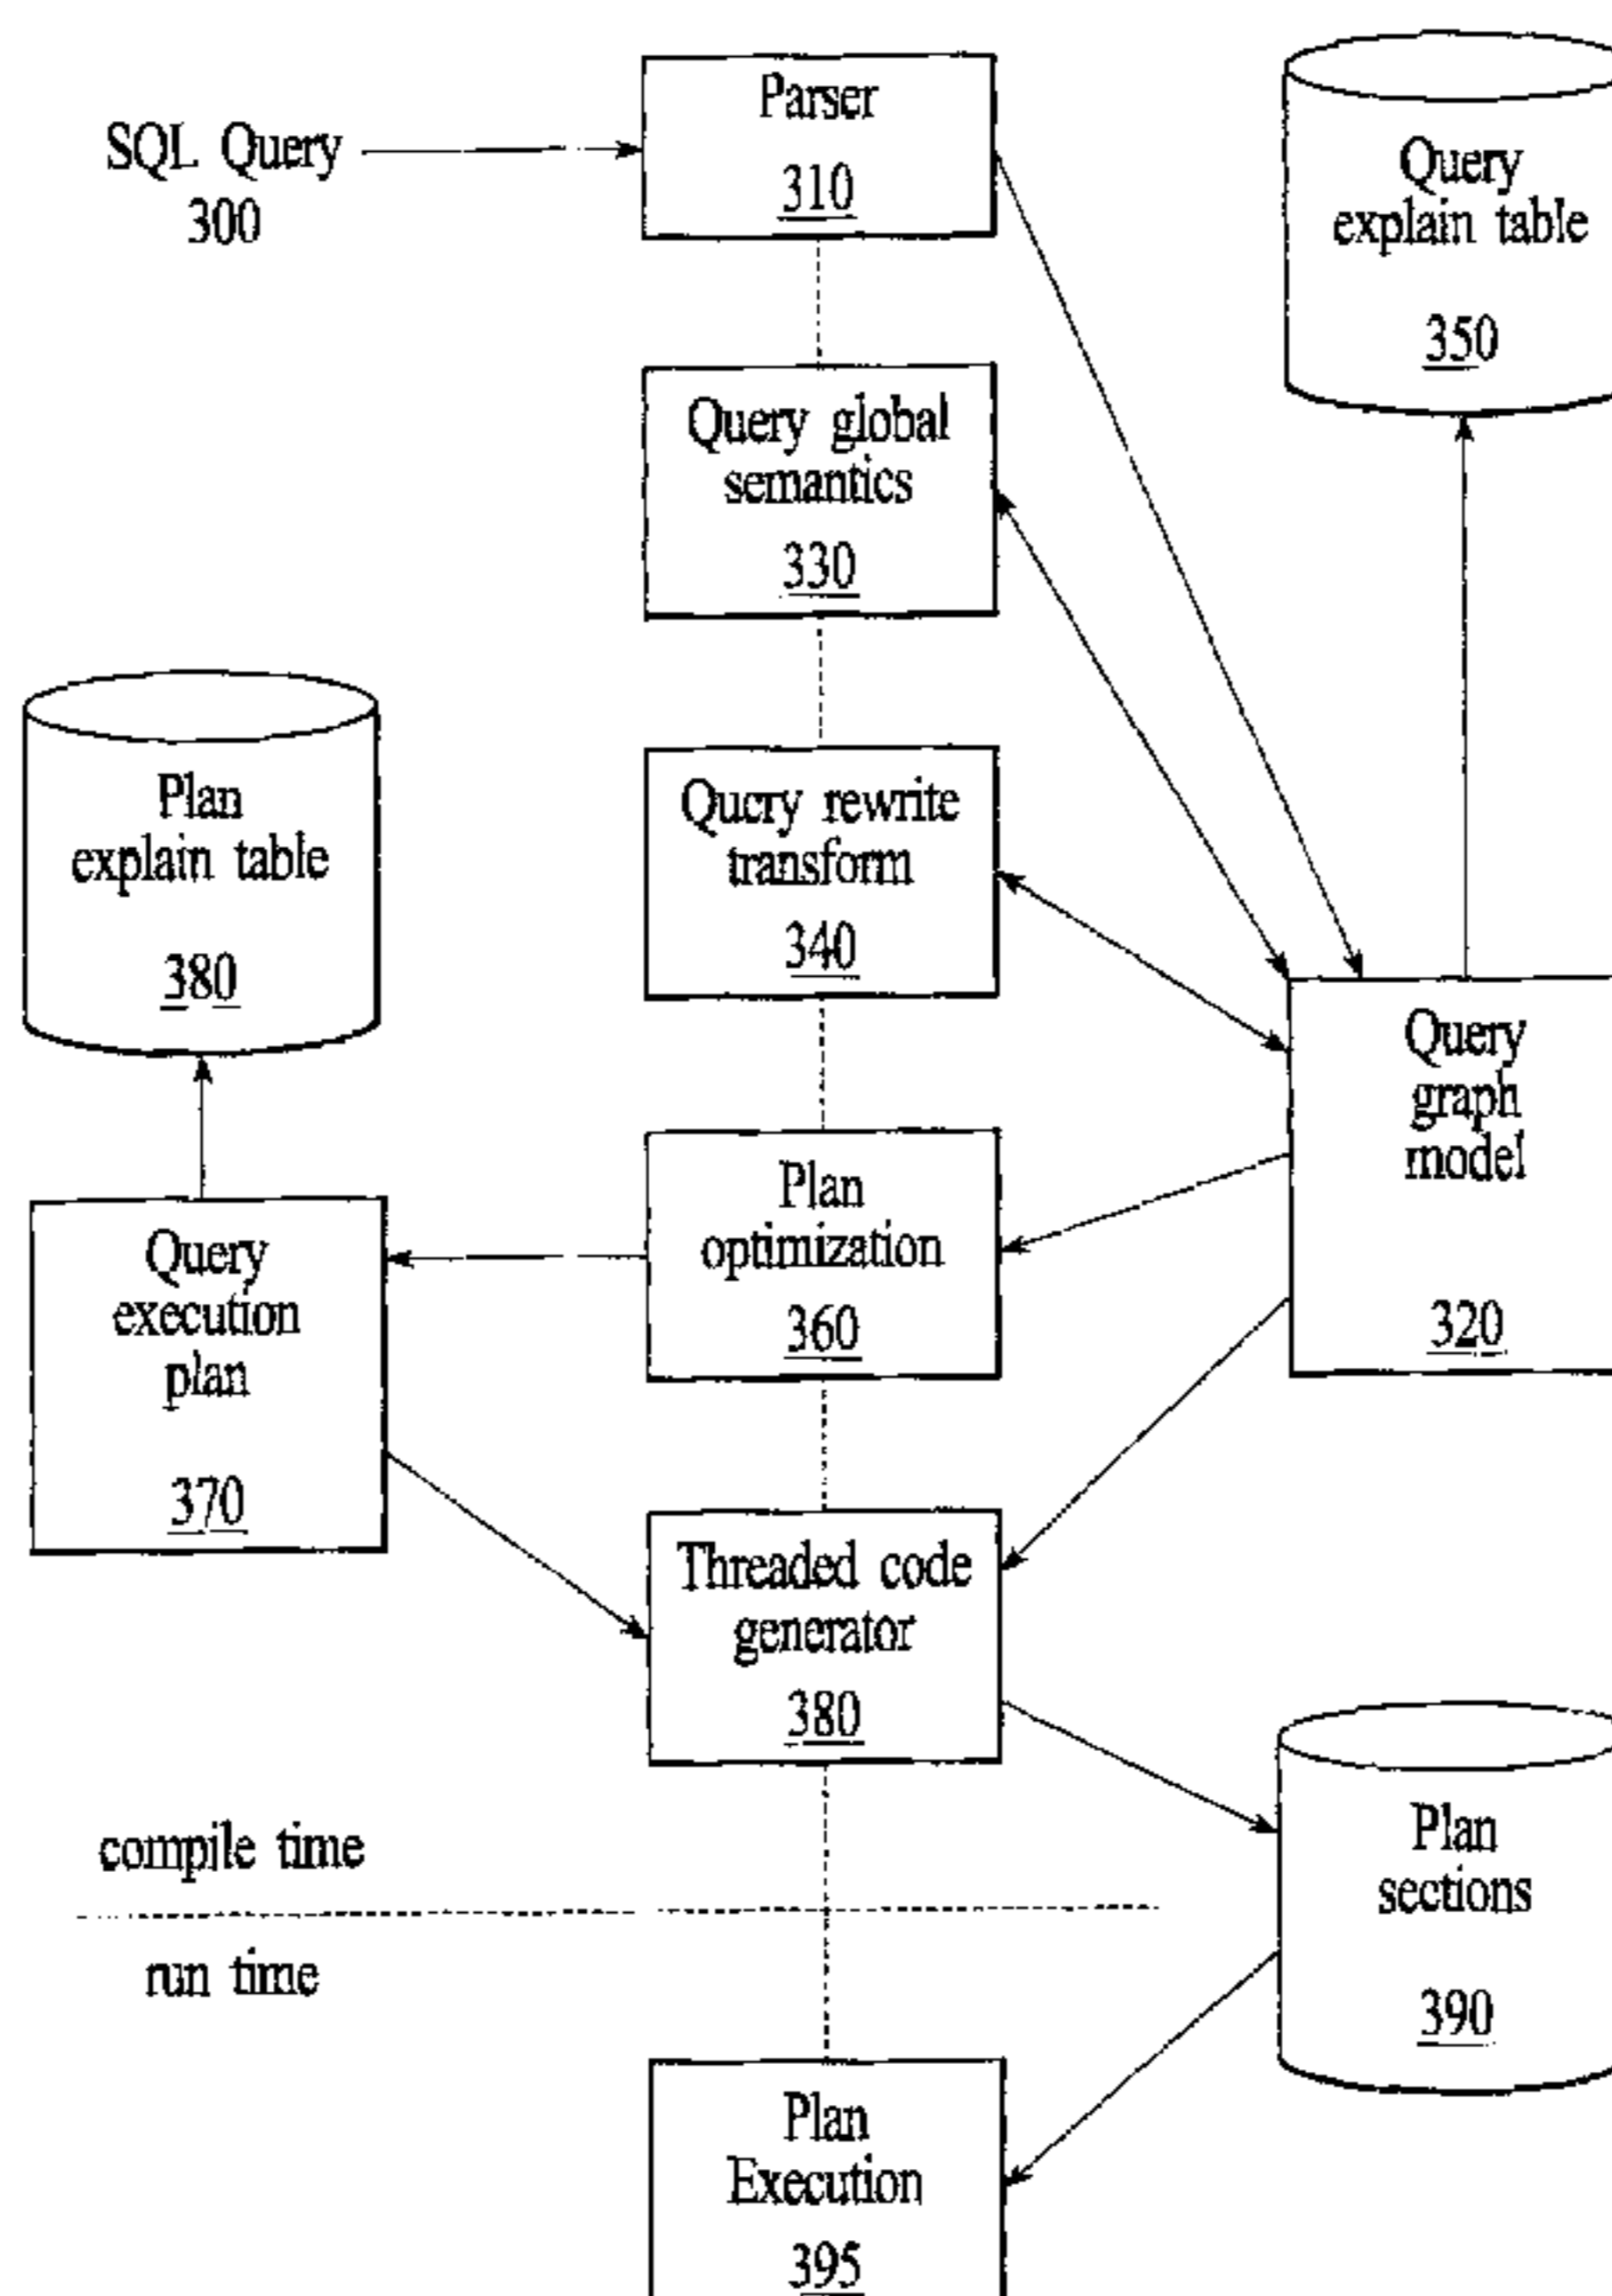 Parser
310
SQL Query
300
Query
explain table
350
Query global
semantics
330
Plan
explain table
380
Query rewrite
transform
340
Query
graph
model
320
Plan
optimization
360
Query
execution
plan
370
Threaded code
generator
380
compile time
run time
Plan
sections
390
Plan
Execution
395